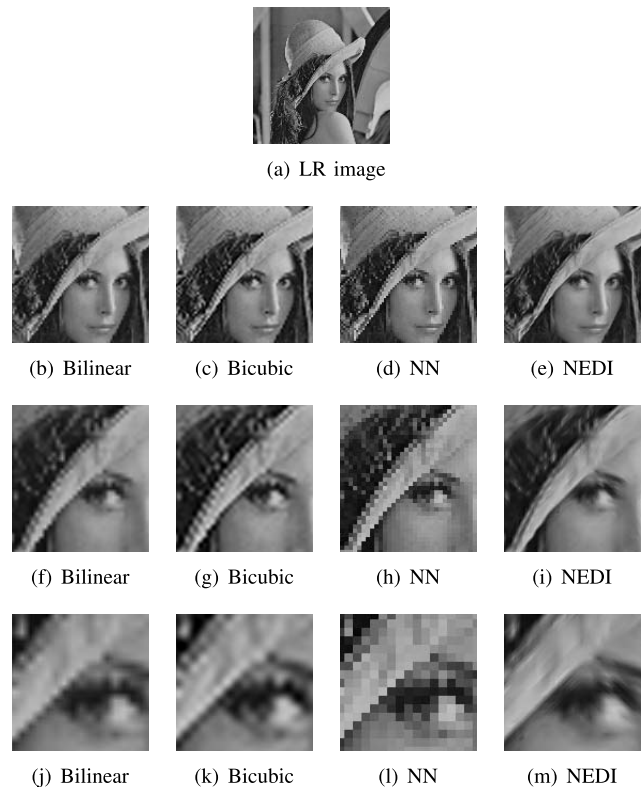 (a) LR image
(b) Bilinear (c) Bicubic (d) NN (e) NEDI
(f) Bilinear (g) Bicubic (h) NN (i) NEDI
(j) Bilinear (k) Bicubic (l) NN (m) NEDI